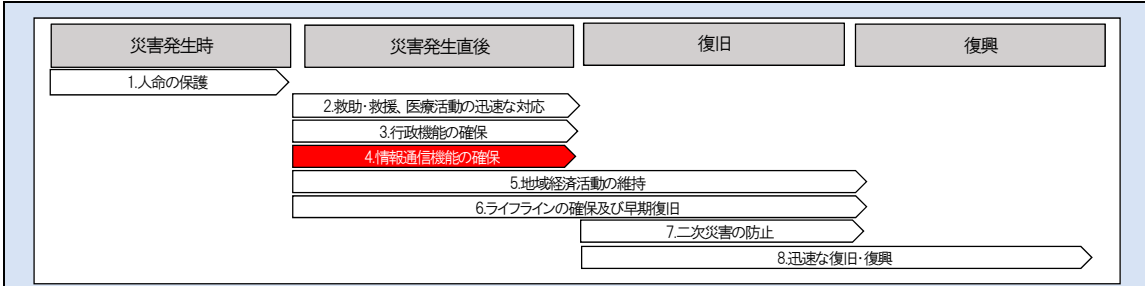 災害発生時
災害発生直後
復旧
復興
1.人命の保護
2.救助・救援、医療活動の迅速な対応
3.行政機能の確保
4.情報通信機能の確保
5.地域経済活動の維持
6.ライフラインの確保及び早期復旧
7.二次災害の防止
8.迅速な復旧・復興